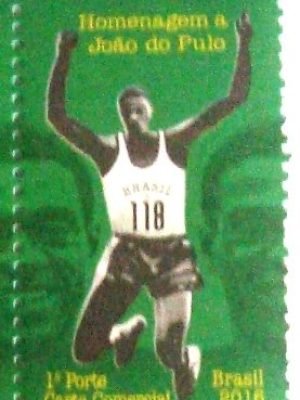 Homenagem a
João do Pulo
BRASIL
118
1º Porte
Brasil
Carta Comercial
2016